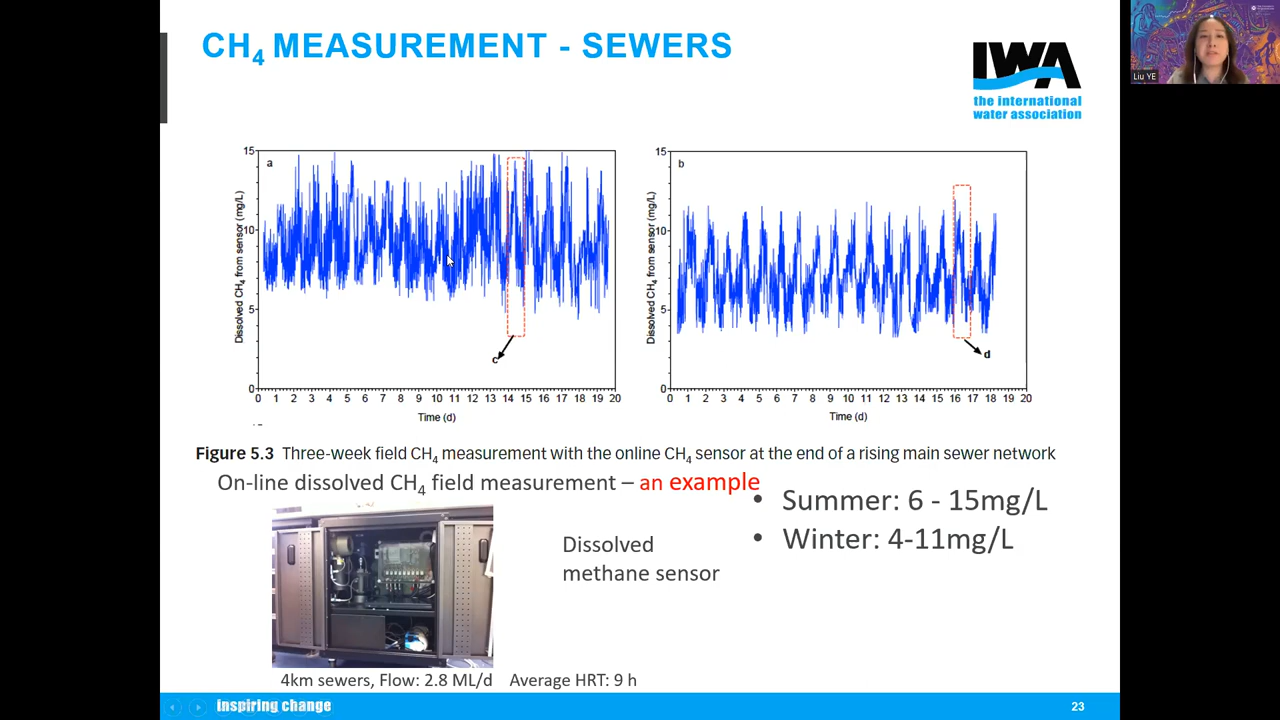 CH4 MEASUREMENT - SEWERS
IWA
the international
water association
Liu YE
Dissolved CH4 from sensor (mg/L)
15
10
5
0
a
c
0 1 2 3 4 5 6 7 8 9 10 11 12 13 14 15 16 17 18 19 20
Time (d)
Dissolved CH4 from sensor (mg/L)
15
10
5
0
b
d
0 1 2 3 4 5 6 7 8 9 10 11 12 13 14 15 16 17 18 19 20
Time (d)
Figure 5.3 Three-week field CH4 measurement with the online CH4 sensor at the end of a rising main sewer network
On-line dissolved CH4 field measurement – an example
• Summer: 6 - 15mg/L
• Winter: 4-11mg/L
Dissolved
methane sensor
4km sewers, Flow: 2.8 ML/d Average HRT: 9 h
inspiring change
23